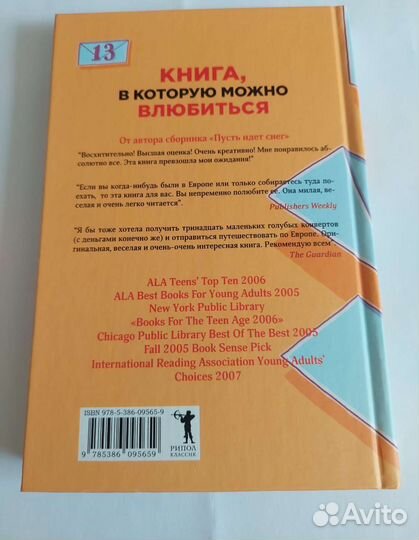 13
КНИГА,
В КОТОРУЮ МОЖНО
ВЛЮБИТЬСЯ
От автора сборника «Пусть идет снег»
"Восхитительно! Высшая оценка! Очень креативно! Мне понравилось аб-
солютно все. Эта книга превзошла мои ожидания!"
"Если вы когда-нибудь были в Европе или только собираетесь туда по-
ехать, то эта книга для вас. Вы непременно полюбите ее. Она милая, ве-
селая и очень легко читается".
Publishers Weekly
"Я бы тоже хотела получить тринадцать маленьких голубых конвертов
(с деньгами конечно же) и отправиться путешествовать по Европе. Ори-
гинальная, веселая и очень-очень интересная книга. Рекомендую всем".
The Guardian
ALA Teens' Top Ten 2006
ALA Best Books For Young Adults 2005
New York Public Library
«Books For The Teen Age 2006»
Chicago Public Library Best Of The Best 2005
Fall 2005 Book Sense Pick
International Reading Association Young Adults'
Choices 2007
ISBN 978-5-386-09565-9
9 785386 095659
РИПОЛ
КЛАССИК
Avito